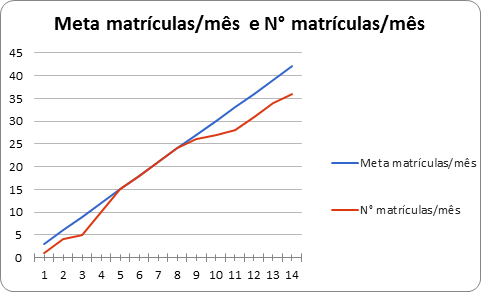 Meta matrículas/mês e N° matrículas/mês
45
40
35
30
25
20
15
10
5
0
1 2 3 4 5 6 7 8 9 10 11 12 13 14
Meta matrículas/mês
N° matrículas/mês